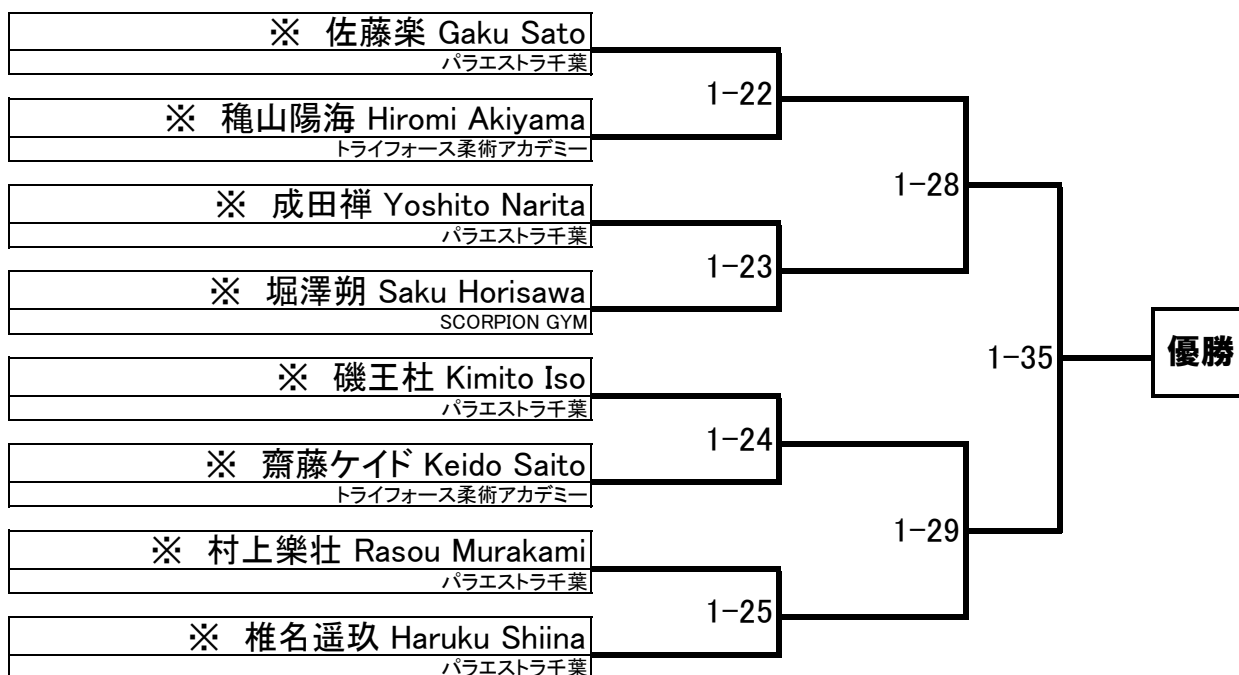 ※ 佐藤楽 Gaku Sato
パラエストラ千葉
1-22
※ 穐山陽海 Hiromi Akiyama
トライフォース柔術アカデミー
1-28
※ 成田禅 Yoshito Narita
パラエストラ千葉
1-23
※ 堀澤朔 Saku Horisawa
SCORPION GYM
1-35
優勝
※ 磯王杜 Kimito Iso
パラエストラ千葉
1-24
※ 齋藤ケイド Keido Saito
トライフォース柔術アカデミー
1-29
※ 村上樂壮 Rasou Murakami
パラエストラ千葉
1-25
※ 椎名遥玖 Haruku Shiina
パラエストラ千葉